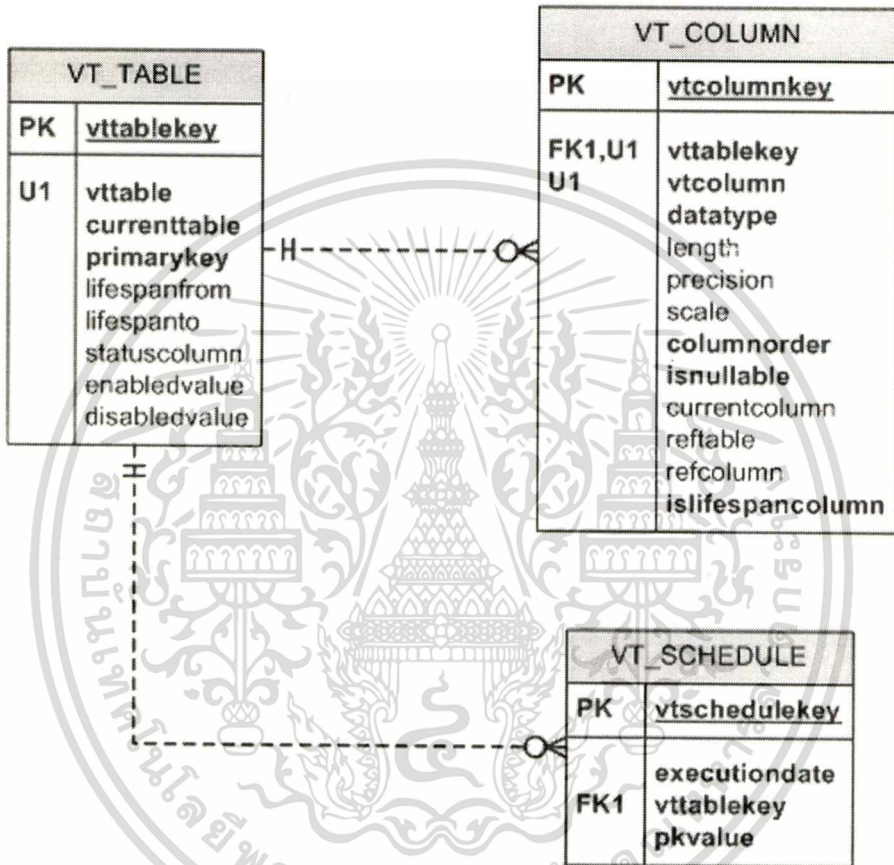 VT_TABLE
PK vttablekey
U1 vttable
currenttable
primarykey
lifespanfrom
lifespanto
statuscolumn
enabledvalue
disabledvalue
VT_COLUMN
PK vtcolumnkey
FK1,U1 vttablekey
U1 vtcolumn
datatype
length
precision
scale
columnorder
isnullable
currentcolumn
reftable
refcolumn
islifespancolumn
VT_SCHEDULE
PK vtschedulekey
executiondate
FK1 vttablekey
pkvalue